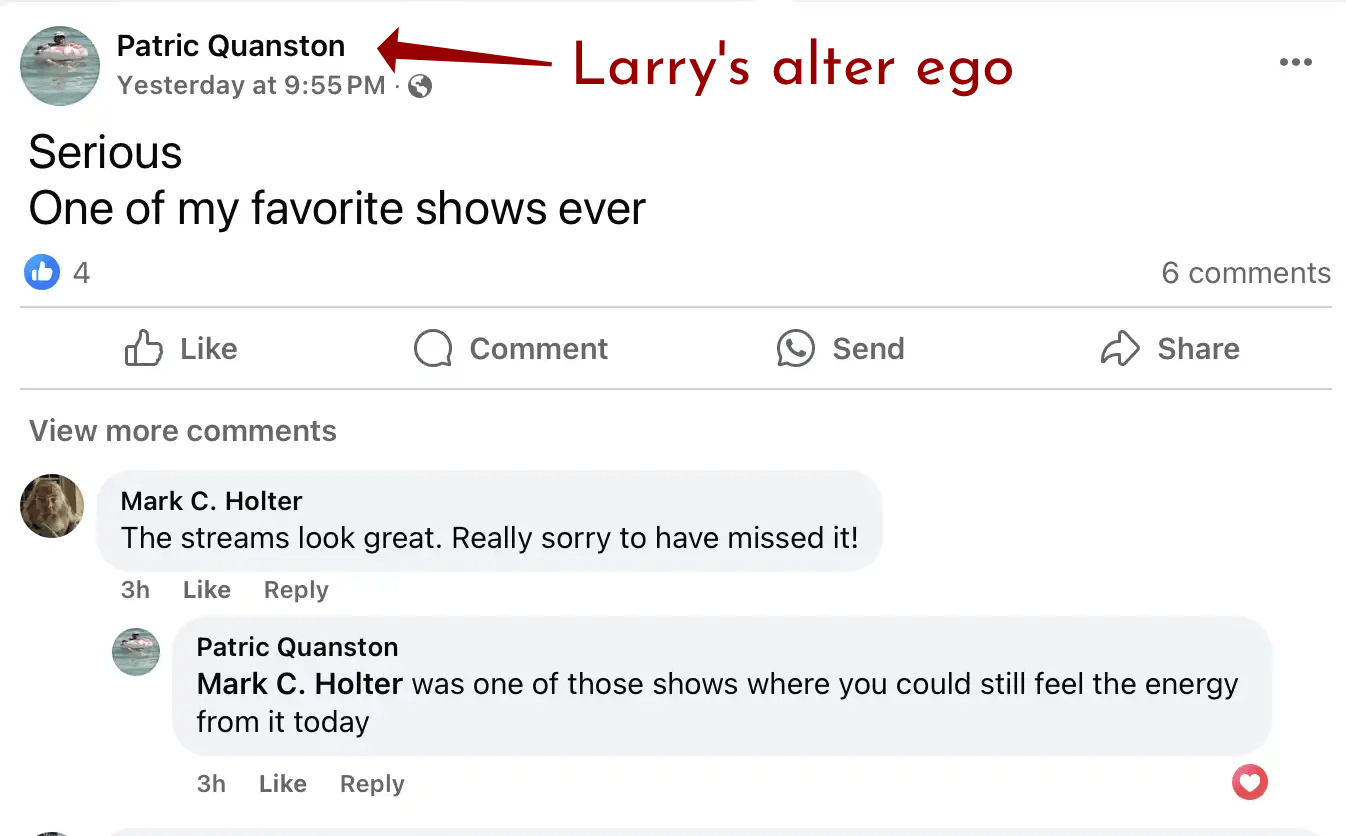 Patric Quanston
Larry's alter ego
Yesterday at 9:55 PM ·
Serious
One of my favorite shows ever
4
6 comments
Like
Comment
Send
Share
View more comments
Mark C. Holter
The streams look great. Really sorry to have missed it!
3h Like Reply
Patric Quanston
Mark C. Holter was one of those shows where you could still feel the energy
from it today
3h Like Reply